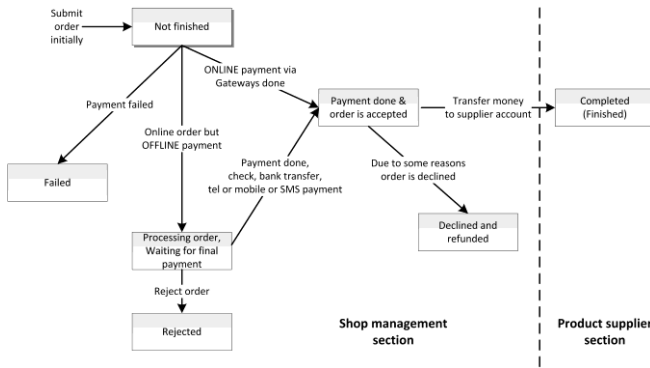 Submit
order
initially
Not finished
ONLINE payment via
Gateways done
Payment failed
Payment done &
order is accepted
Transfer money
to supplier account
Completed
(Finished)
Online order but
OFFLINE payment
Payment done,
check, bank transfer,
tel or mobile or SMS payment
Due to some reasons
order is declined
Failed
Declined and
refunded
Processing order,
Waiting for final
payment
Reject order
Rejected
Shop management
section
Product supplier
section